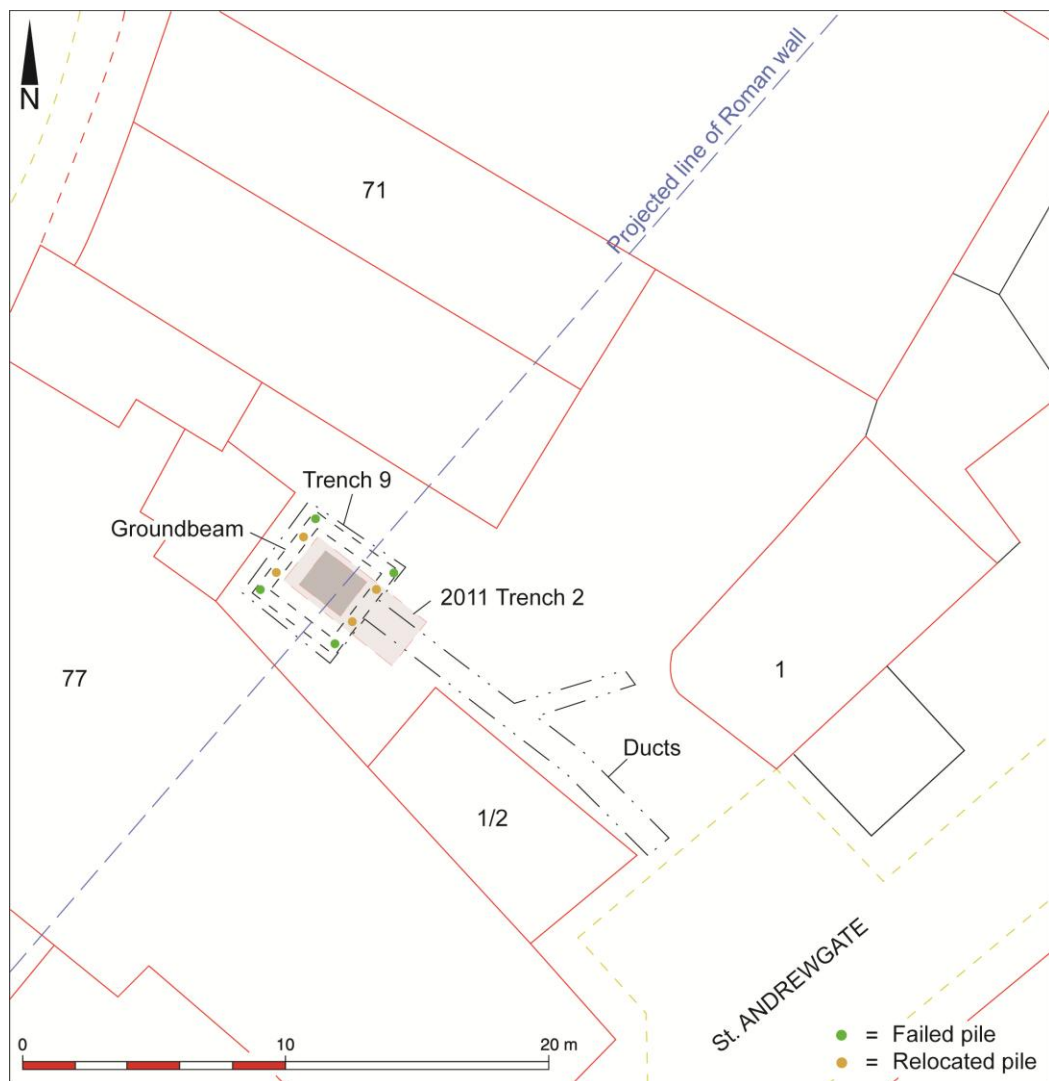 N
71
Projected line of Roman wall
Trench 9
Groundbeam
2011 Trench 2
77
1
Ducts
1/2
St. ANDREWGATE
0 10 20 m
= Failed pile
= Relocated pile